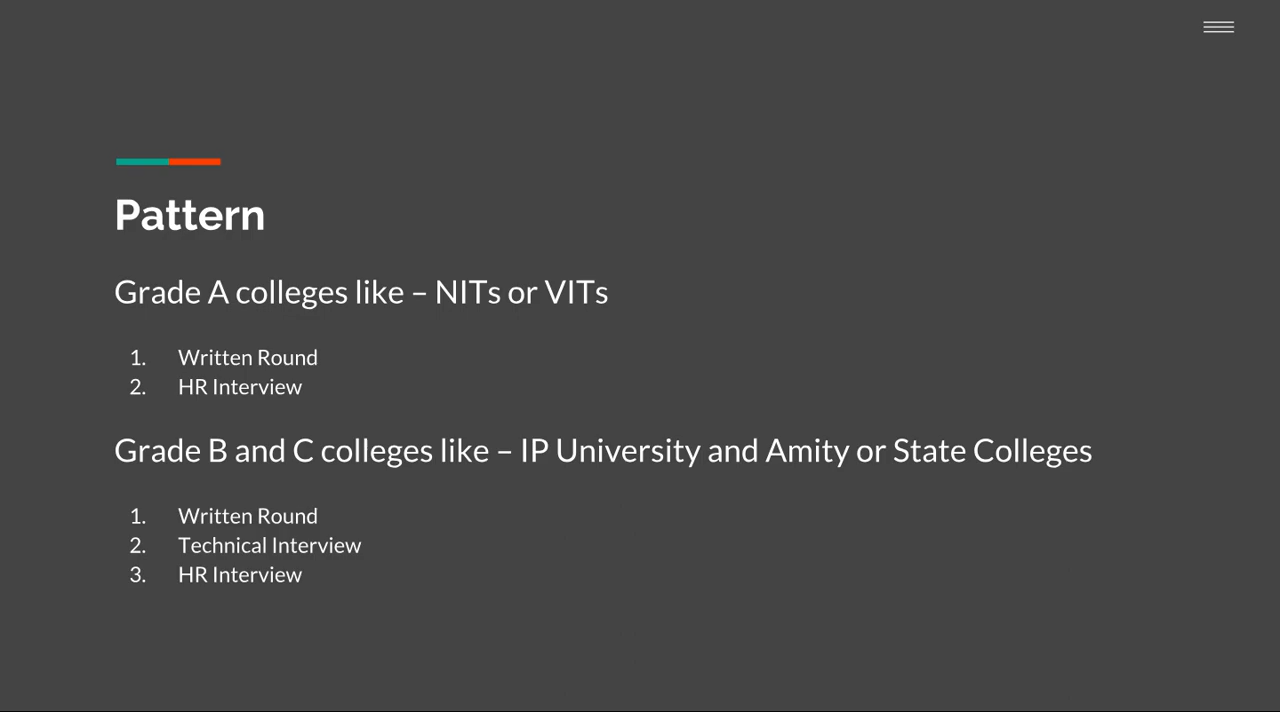 Pattern
Grade A colleges like – NITs or VITs
1. Written Round
2. HR Interview
Grade B and C colleges like – IP University and Amity or State Colleges
1. Written Round
2. Technical Interview
3. HR Interview